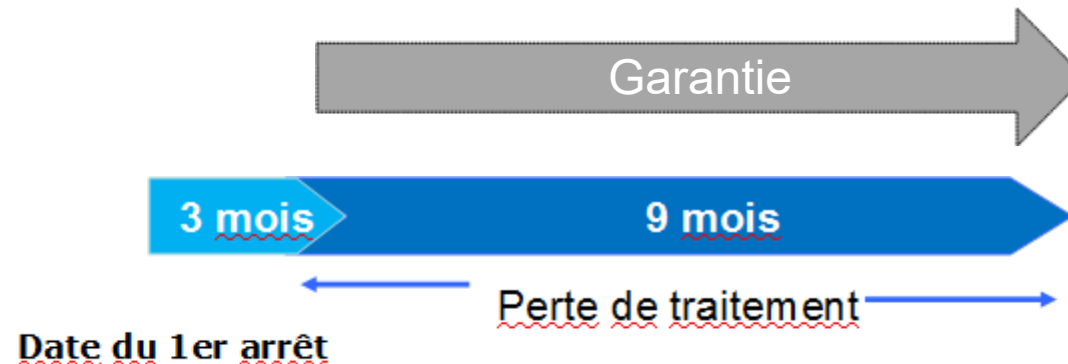 Garantie
3 mois
9 mois
Perte de traitement
Date du 1er arrêt